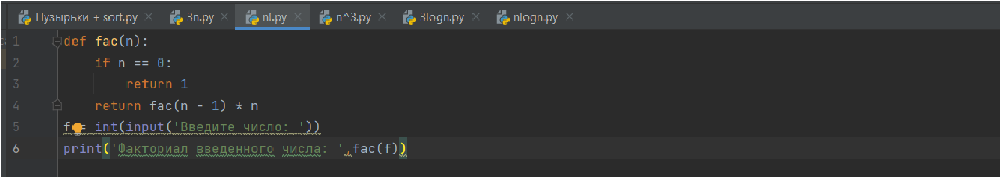 Пузырьки + sort.py 3n.py n!.py n^3.py 3logn.py nlogn.py
1 def fac(n):
2 if n == 0:
3 return 1
4 return fac(n - 1) * n
5 f = int(input('Введите число: '))
6 print('Факториал введенного числа: ',fac(f))